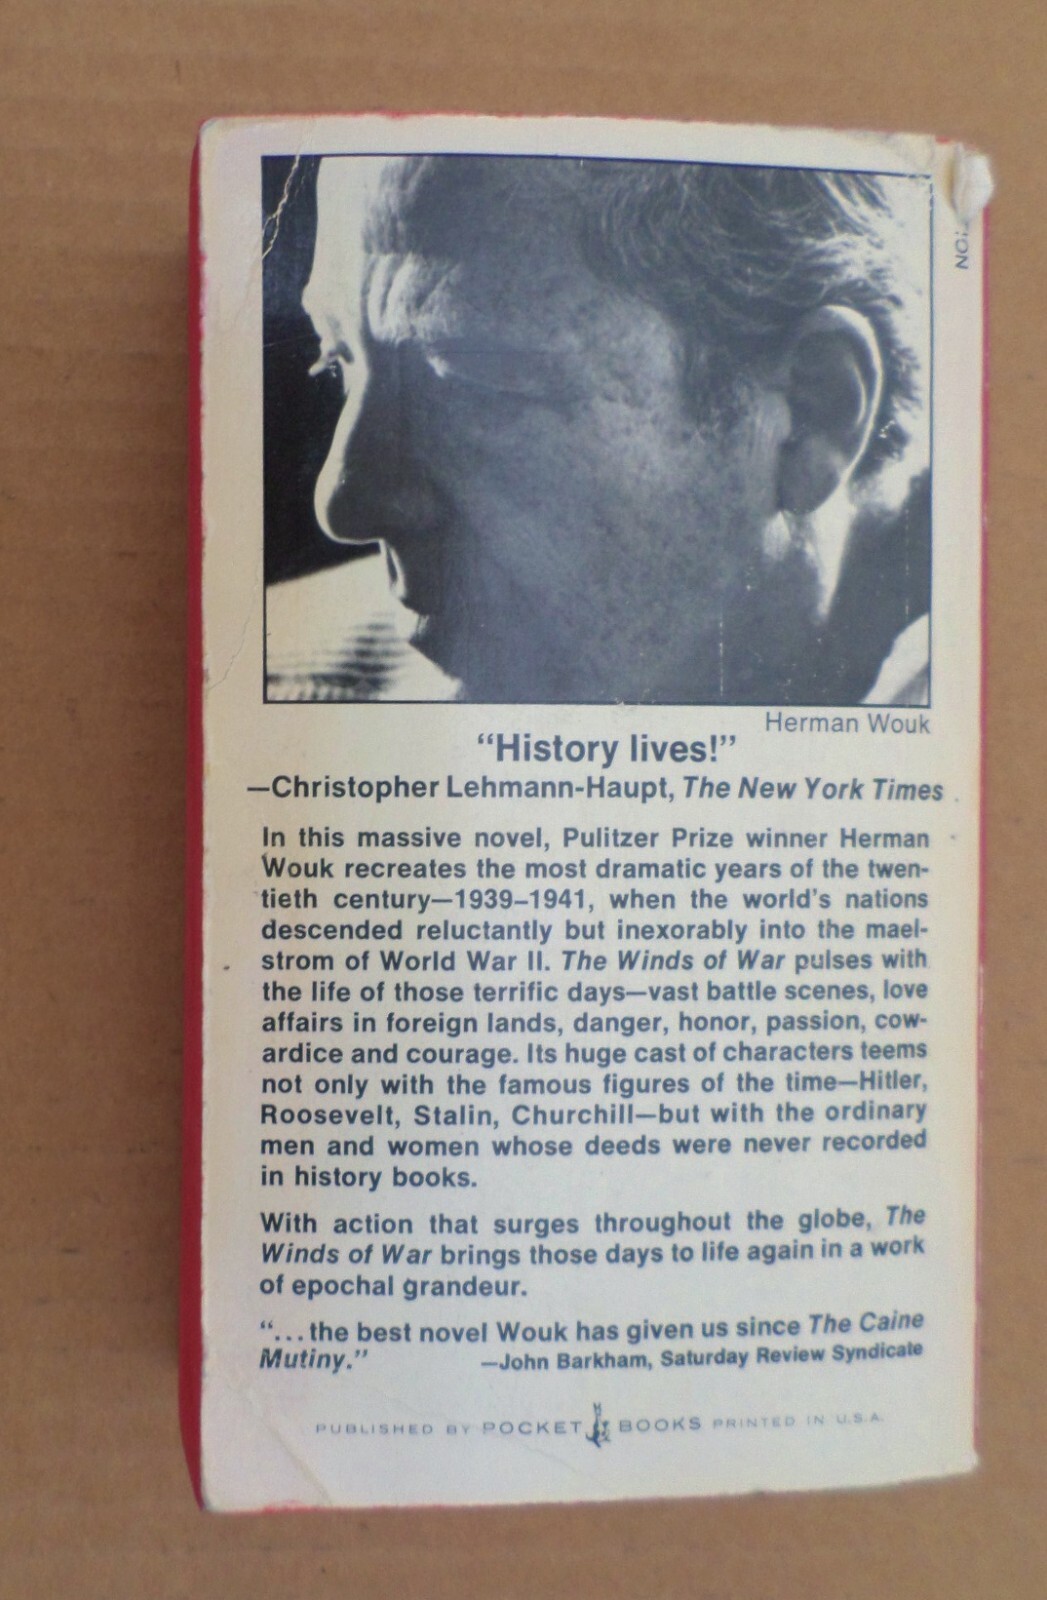 NOI
Herman Wouk
“History lives!”
—Christopher Lehmann-Haupt, The New York Times
In this massive novel, Pulitzer Prize winner Herman
Wouk recreates the most dramatic years of the twen-
tieth century—1939–1941, when the world's nations
descended reluctantly but inexorably into the mael-
strom of World War II. The Winds of War pulses with
the life of those terrific days—vast battle scenes, love
affairs in foreign lands, danger, honor, passion, cow-
ardice and courage. Its huge cast of characters teems
not only with the famous figures of the time—Hitler,
Roosevelt, Stalin, Churchill—but with the ordinary
men and women whose deeds were never recorded
in history books.
With action that surges throughout the globe, The
Winds of War brings those days to life again in a work
of epochal grandeur.
“...the best novel Wouk has given us since The Caine
Mutiny.” —John Barkham, Saturday Review Syndicate
PUBLISHED BY POCKET BOOKS PRINTED IN U.S.A.